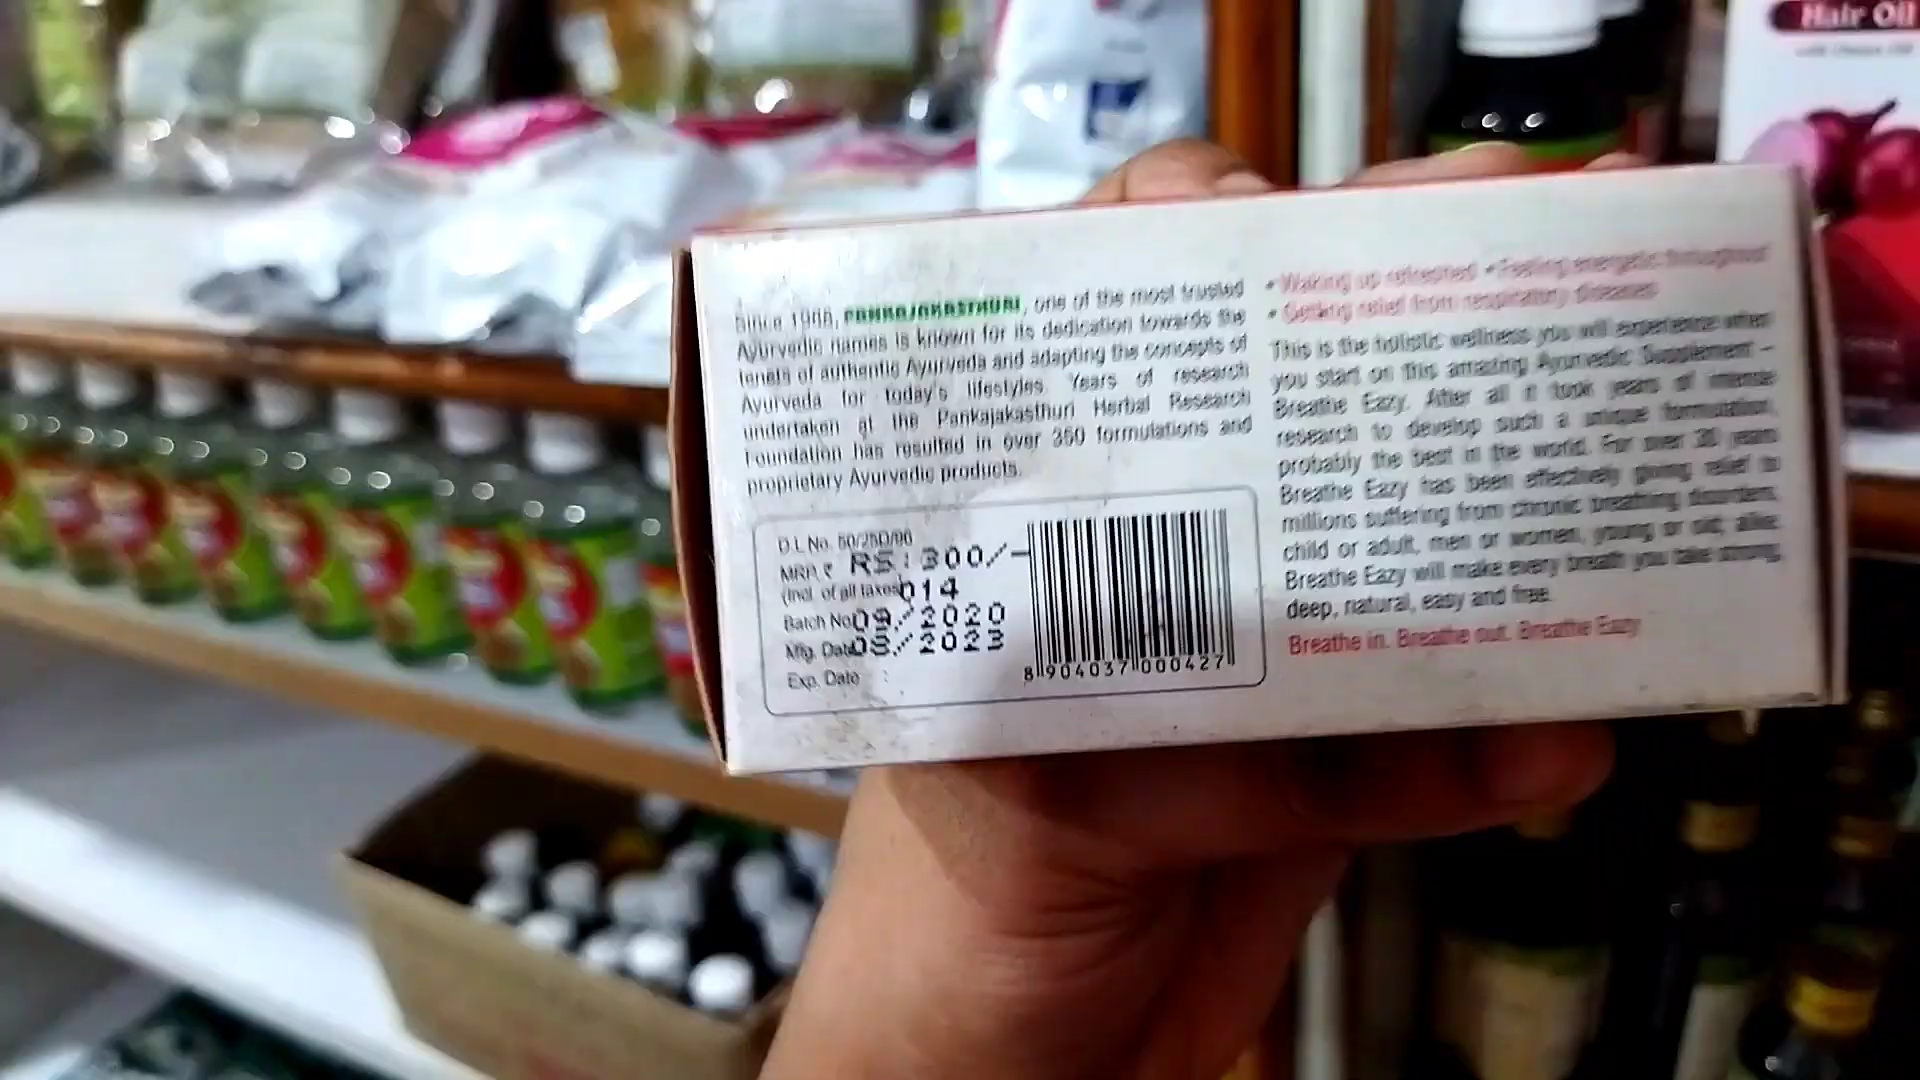 Hair Oil
Since 1988, PANKAJAKASTHURI, one of the most trusted
Ayurvedic names is known for its dedication towards the
tenets of authentic Ayurveda and adapting the concepts of
Ayurveda for today's lifestyles. Years of research
undertaken at the Pankajakasthuri Herbal Research
Foundation has resulted in over 350 formulations and
proprietary Ayurvedic products.
D.L No.
MRP. ₹ RS:300/-
(Incl. of all taxes) 014
Batch No 09/2020
Mfg. Date 08/2023
Exp. Date :
8 904037 000427
• Waking up refreshed • Feeling energetic throughout
• Getting relief from respiratory diseases
This is the holistic wellness you will experience when
you start on this amazing Ayurvedic Supplement –
Breathe Eazy. After all it took years of intense
research to develop such a unique formulation,
probably the best in the world. For over 30 years
Breathe Eazy has been effectively giving relief to
millions suffering from chronic breathing disorders,
child or adult, men or women, young or old, alike.
Breathe Eazy will make every breath you take strong,
deep, natural, easy and free.
Breathe in. Breathe out. Breathe Eazy